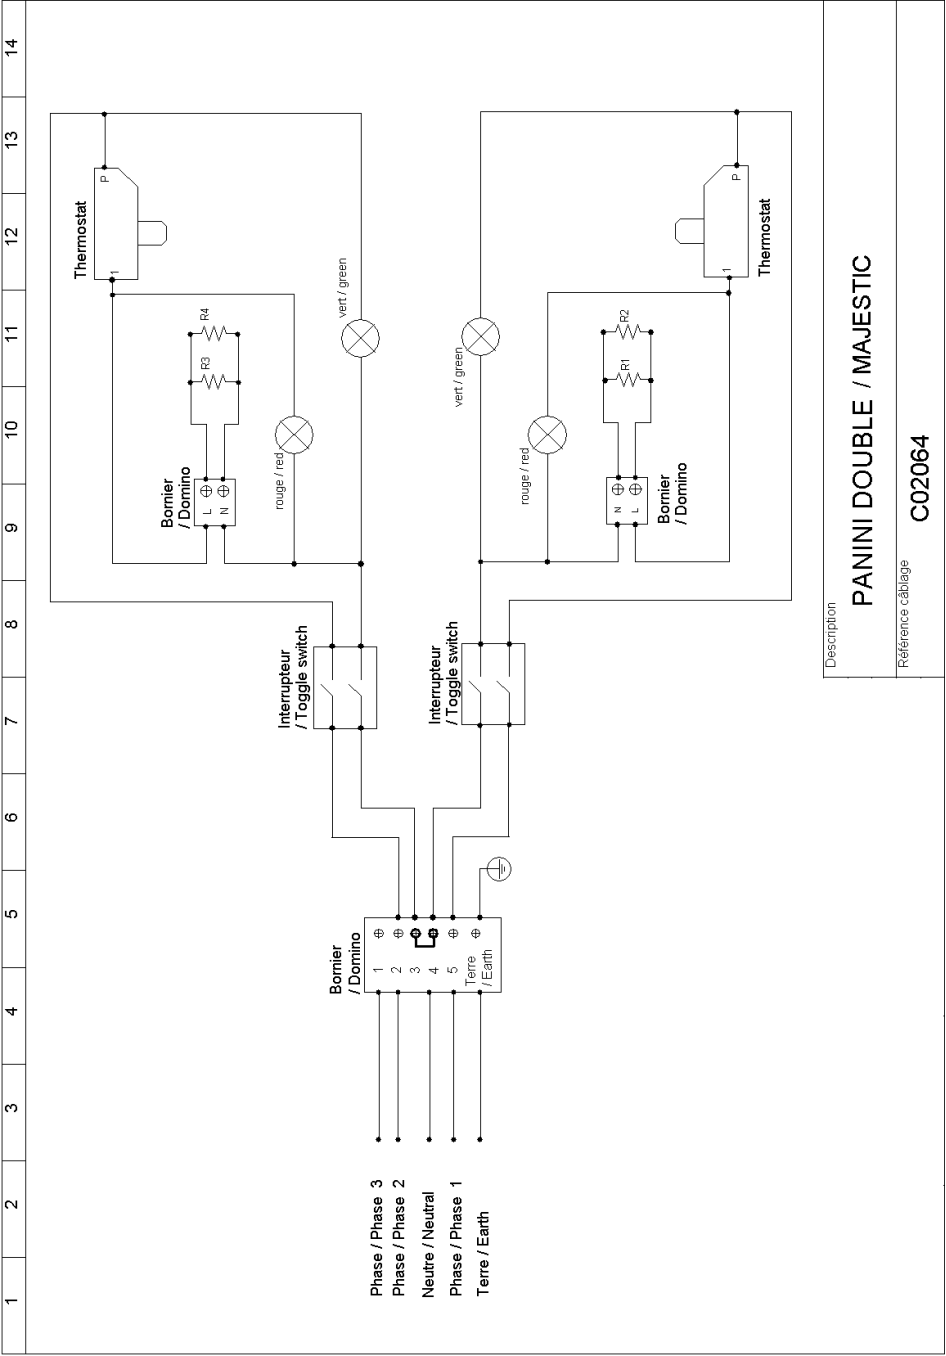 1 2 3 4 5 6 7 8 9 10 11 12 13 14
Thermostat
1
P
R3
R4
Bornier
/ Domino
L
N
rouge / red
vert / green
Interrupteur
/ Toggle switch
Interrupteur
/ Toggle switch
vert / green
rouge / red
R1
R2
N
L
Bornier
/ Domino
1
P
Thermostat
Bornier
/ Domino
1
2
3
4
5
Terre
/ Earth
Phase / Phase 3
Phase / Phase 2
Neutre / Neutral
Phase / Phase 1
Terre / Earth
Description
PANINI DOUBLE / MAJESTIC
Référence câblage
C02064